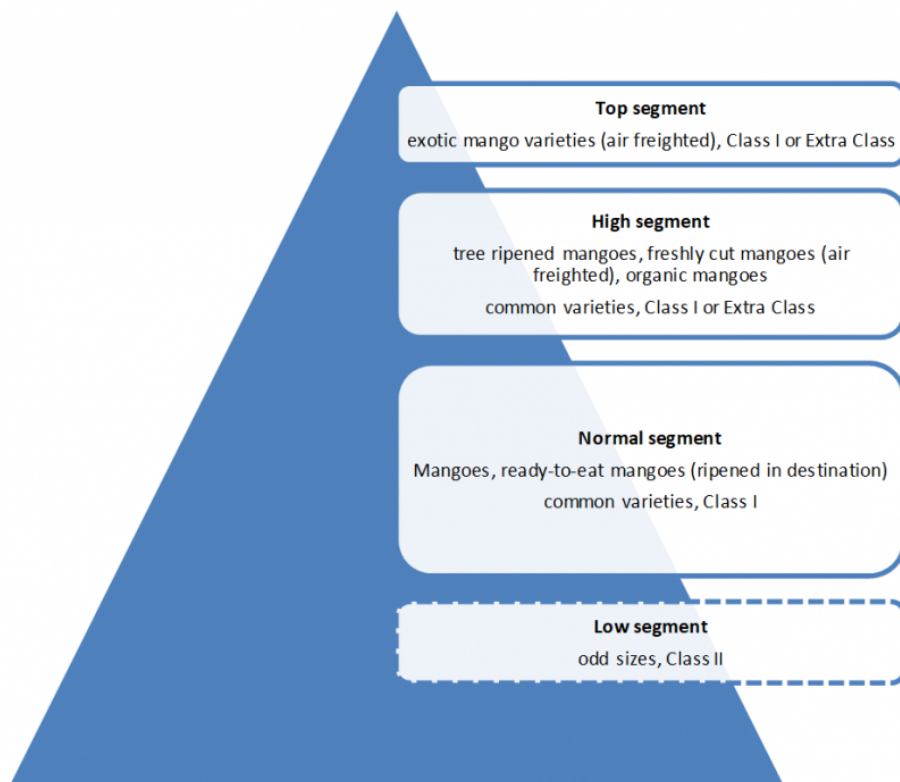 Top segment
exotic mango varieties (air freighted), Class I or Extra Class
High segment
tree ripened mangoes, freshly cut mangoes (air
freighted), organic mangoes
common varieties, Class I or Extra Class
Normal segment
Mangoes, ready-to-eat mangoes (ripened in destination)
common varieties, Class I
Low segment
odd sizes, Class II